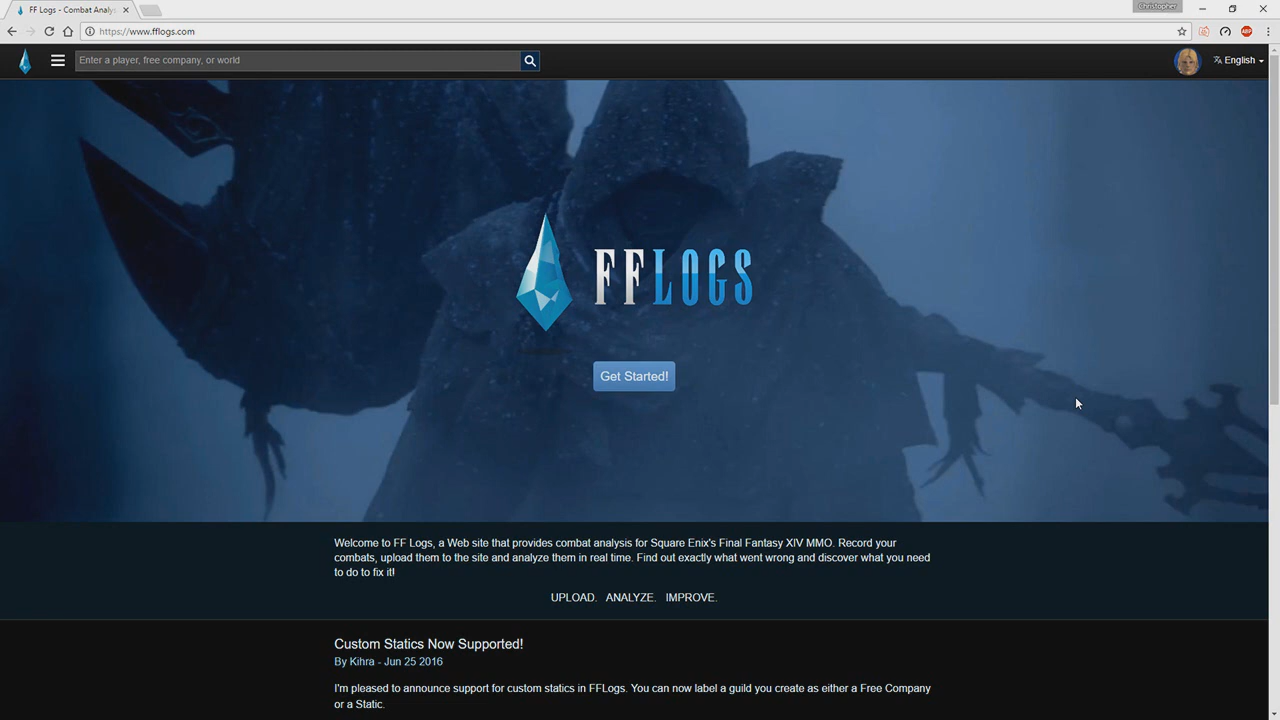 FF Logs - Combat Analys
Christopher
https://www.fflogs.com
ABP
Enter a player, free company, or world
English
FFLOGS
Get Started!
Welcome to FF Logs, a Web site that provides combat analysis for Square Enix's Final Fantasy XIV MMO. Record your
combats, upload them to the site and analyze them in real time. Find out exactly what went wrong and discover what you need
to do to fix it!
UPLOAD. ANALYZE. IMPROVE.
Custom Statics Now Supported!
By Kihra - Jun 25 2016
I'm pleased to announce support for custom statics in FFLogs. You can now label a guild you create as either a Free Company
or a Static.